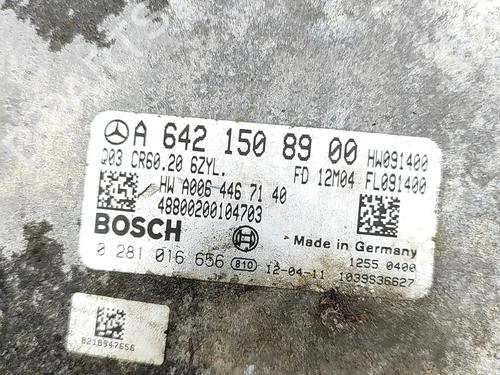 A 642 150 89 00 HW091400
Q03 CR60.20 6ZYL. FD 12M04 FL091400
HW A006 446 71 40
48800200104703
BOSCH
Made in Germany
0 281 016 656 810 12-04-11
1255 0400
1039S36627
8218947656